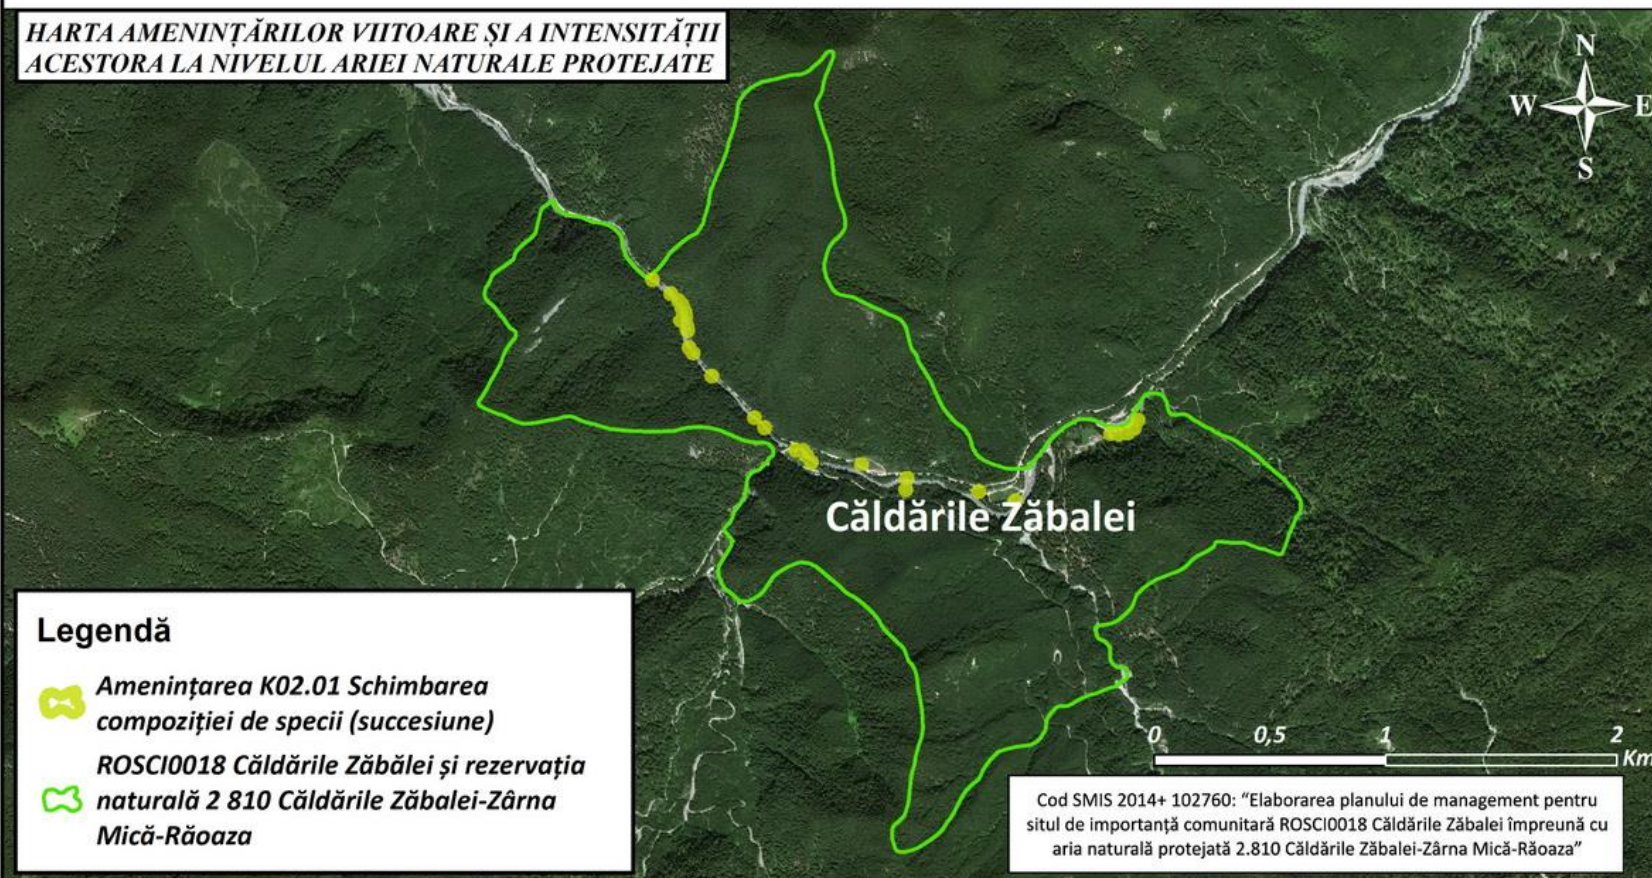 HARTA AMENINȚĂRILOR VIITOARE ȘI A INTENSITĂȚII
ACESTORA LA NIVELUL ARIEI NATURALE PROTEJATE
N
W
E
S
Căldările Zăbalei
Legendă
Amenințarea K02.01 Schimbarea
compoziției de specii (succesiune)
ROSCI0018 Căldările Zăbălei și rezervația
naturală 2 810 Căldările Zăbalei-Zârna
Mică-Răoaza
0 0,5 1 2
Km
Cod SMIS 2014+ 102760: “Elaborarea planului de management pentru
situl de importanță comunitară ROSCI0018 Căldările Zăbalei împreună cu
aria naturală protejată 2.810 Căldările Zăbalei-Zârna Mică-Răoaza”